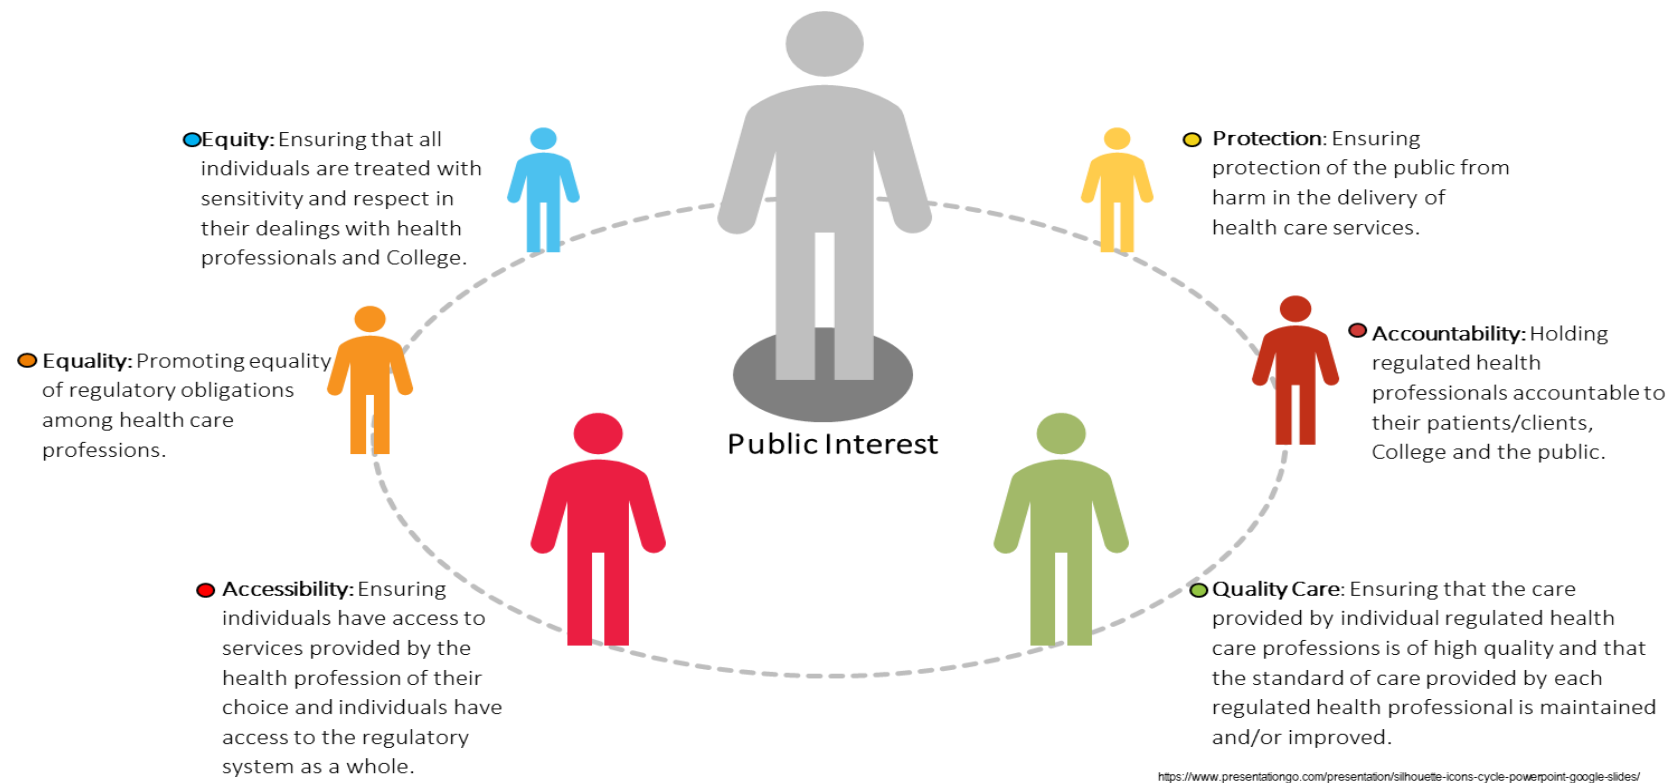 Equity: Ensuring that all
individuals are treated with
sensitivity and respect in
their dealings with health
professionals and College.
Protection: Ensuring
protection of the public from
harm in the delivery of
health care services.
Equality: Promoting equality
of regulatory obligations
among health care
professions.
Public Interest
Accountability: Holding
regulated health
professionals accountable to
their patients/clients,
College and the public.
Accessibility: Ensuring
individuals have access to
services provided by the
health profession of their
choice and individuals have
access to the regulatory
system as a whole.
Quality Care: Ensuring that the care
provided by individual regulated health
care professions is of high quality and that
the standard of care provided by each
regulated health professional is maintained
and/or improved.
https://www.presentationgo.com/presentation/silhouette-icons-cycle-powerpoint-google-slides/